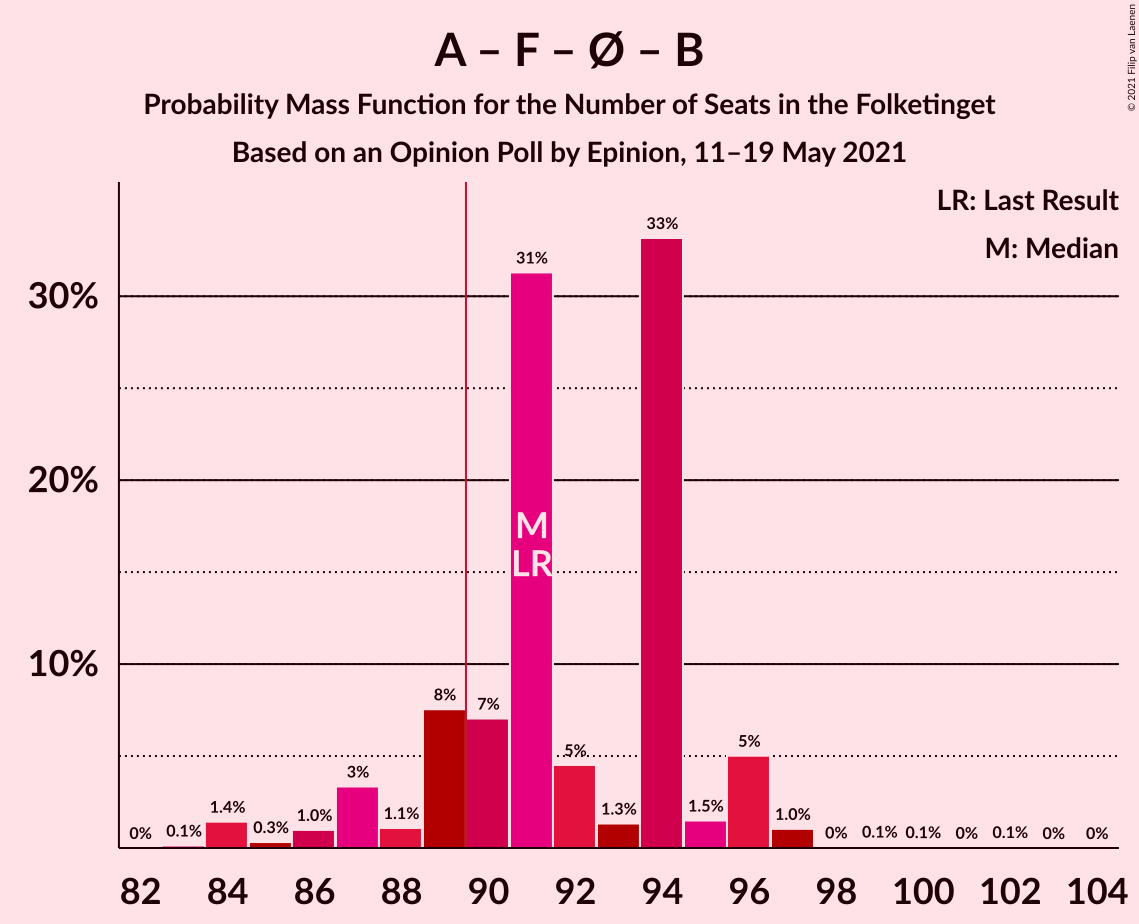 A – F – Ø – B
Probability Mass Function for the Number of Seats in the Folketinget
Based on an Opinion Poll by Epinion, 11–19 May 2021
© 2021 Filip van Laenen
LR: Last Result
M: Median
30%
20%
10%
0% 0.1% 1.4% 0.3% 1.0% 3% 1.1% 8% 7% 31% 5% 1.3% 33% 1.5% 5% 1.0% 0% 0.1% 0.1% 0% 0.1% 0% 0%
M
LR
82 84 86 88 90 92 94 96 98 100 102 104